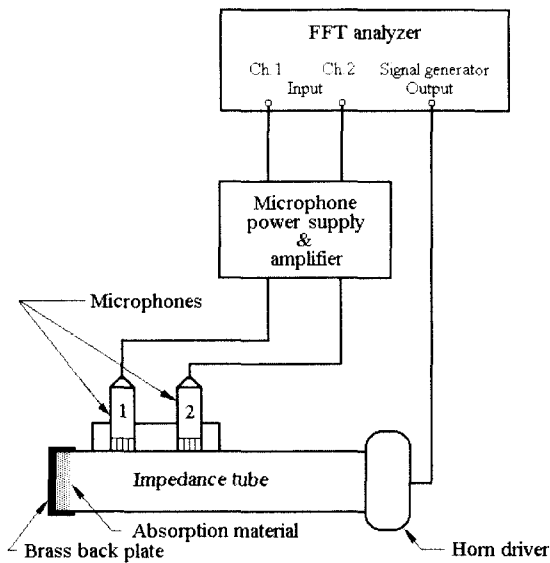 FFT analyzer
Ch 1 Ch 2 Signal generator
Input Output
Microphone
power supply
&
amplifier
Microphones
1 2
Impedance tube
Absorption material
Brass back plate
Horn driver